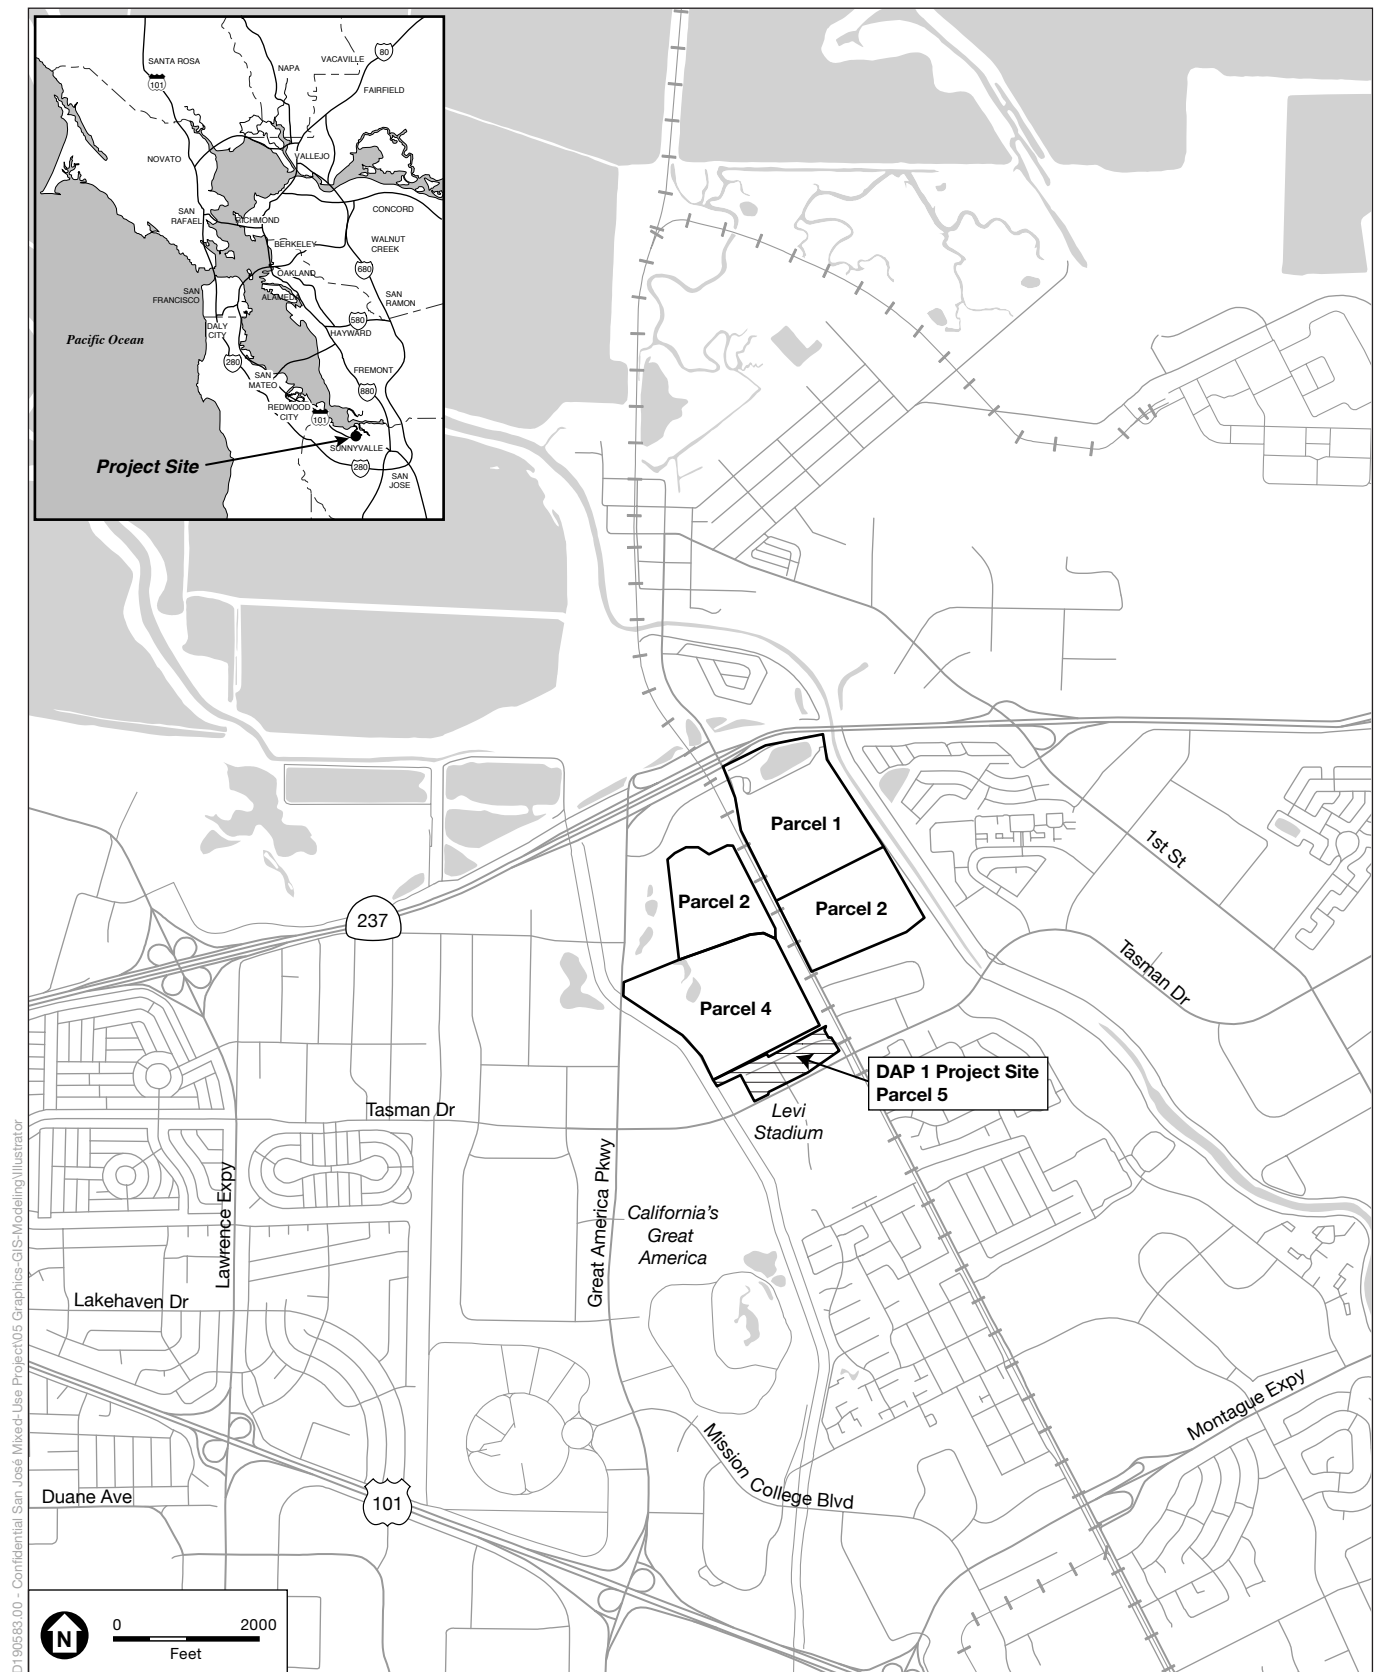 SANTA ROSA
101
NAPA
VACAVILLE
80
FAIRFIELD
NOVATO
VALLEJO
SAN
RAFAEL
RICHMOND
CONCORD
BERKELEY
WALNUT
CREEK
OAKLAND
680
SAN
FRANCISCO
ALAMEDA
SAN
RAMON
DALY
CITY
580
HAYWARD
Pacific Ocean
280
SAN
MATEO
FREMONT
880
REDWOOD
CITY
101
SUNNYVALLE
Project Site
280
SAN
JOSE
Parcel 1
1st St
Parcel 2
Parcel 2
237
Tasman Dr
Parcel 4
DAP 1 Project Site
Parcel 5
Tasman Dr
Levi
Stadium
Lawrence Expy
Great America Pkwy
California's
Great
America
Lakehaven Dr
Montague Expy
Mission College Blvd
Duane Ave
101
N
0 2000
Feet
D190583.00 - Confidential San José Mixed-Use Project\05 Graphics-GIS-Modeling\Illustrator